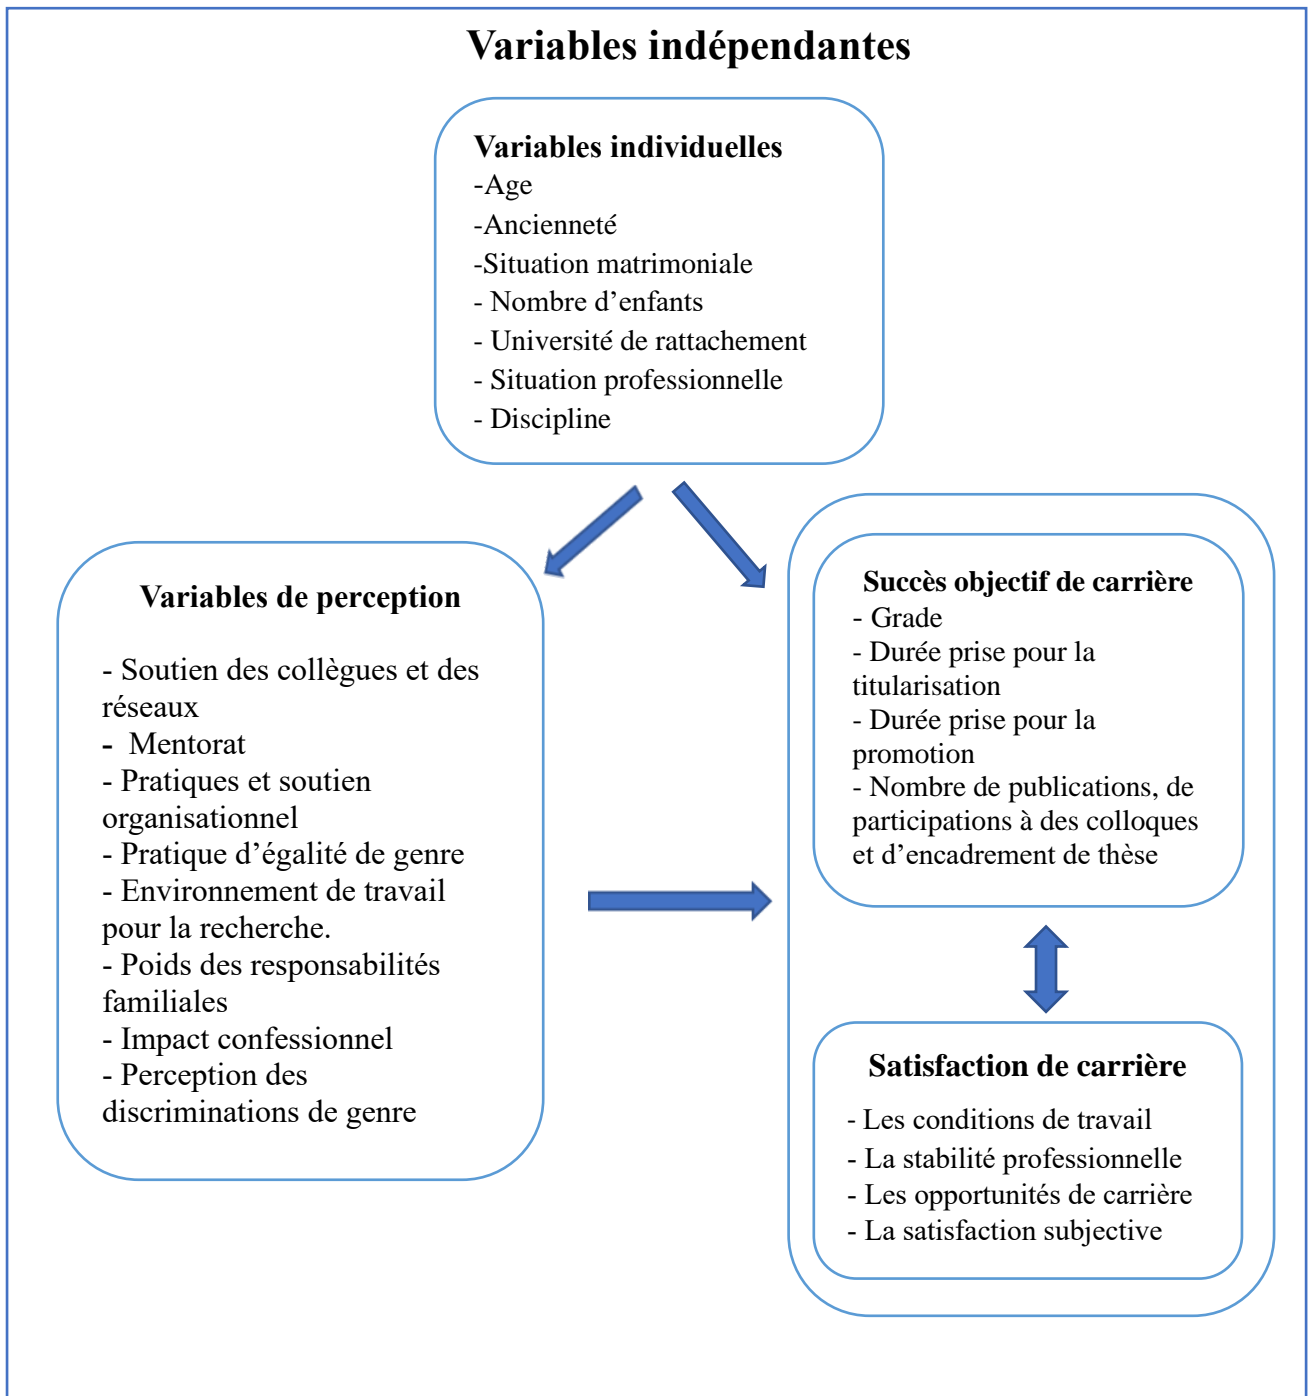 Variables indépendantes
Variables individuelles
-Age
-Ancienneté
-Situation matrimoniale
- Nombre d’enfants
- Université de rattachement
- Situation professionnelle
- Discipline
Variables de perception
- Soutien des collègues et des
réseaux
- Mentorat
- Pratiques et soutien
organisationnel
- Pratique d’égalité de genre
- Environnement de travail
pour la recherche.
- Poids des responsabilités
familiales
- Impact confessionnel
- Perception des
discriminations de genre
Succès objectif de carrière
- Grade
- Durée prise pour la
titularisation
- Durée prise pour la
promotion
- Nombre de publications, de
participations à des colloques
et d’encadrement de thèse
Satisfaction de carrière
- Les conditions de travail
- La stabilité professionnelle
- Les opportunités de carrière
- La satisfaction subjective